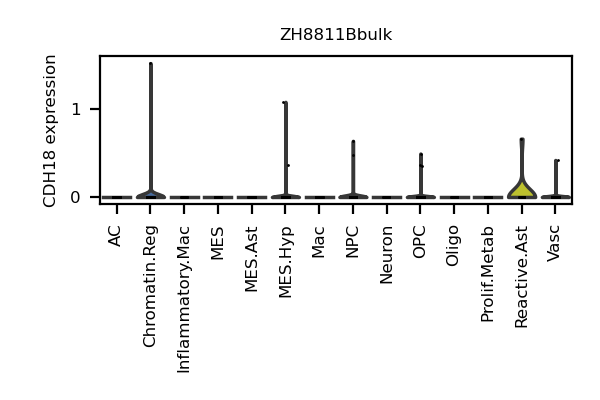 ZH8811Bbulk
CDH18 expression
1
0
AC
Chromatin.Reg
Inflammatory.Mac
MES
MES.Ast
MES.Hyp
Mac
NPC
Neuron
OPC
Oligo
Prolif.Metab
Reactive.Ast
Vasc